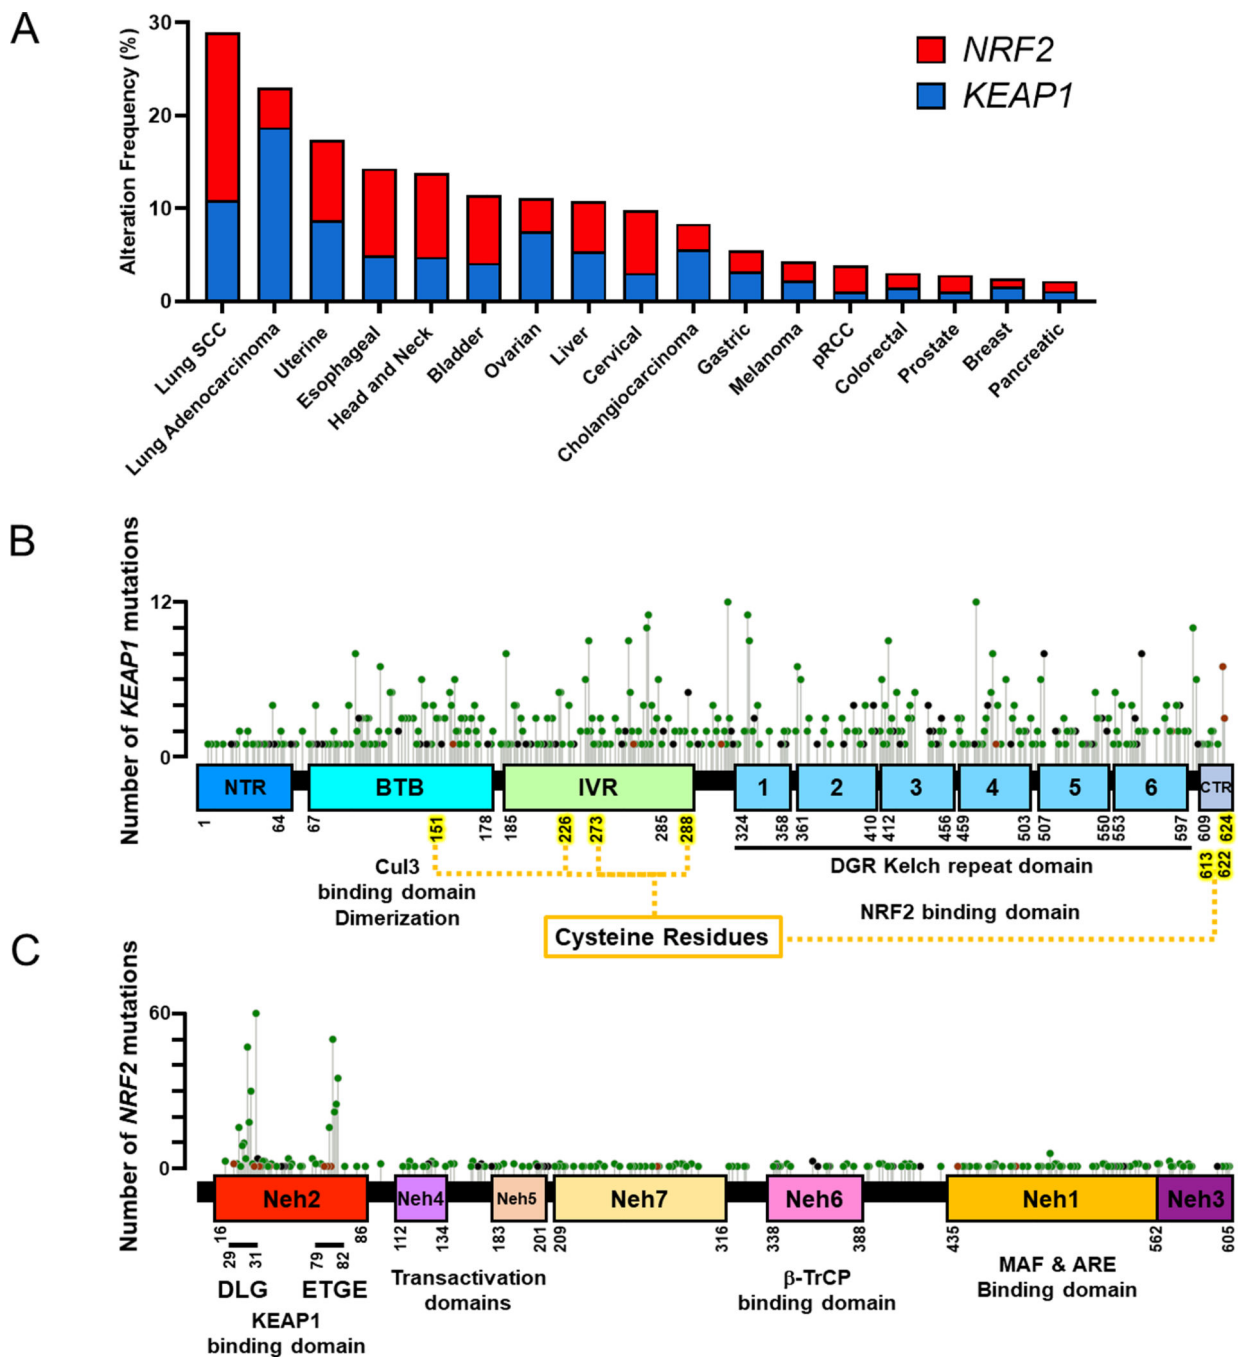 A
Alteration Frequency (%)
30
20
10
0
NRF2
KEAP1
Lung SCC
Lung Adenocarcinoma
Uterine
Esophageal
Head and Neck
Bladder
Ovarian
Liver
Cervical
Cholangiocarcinoma
Gastric
Melanoma
pRCC
Colorectal
Prostate
Breast
Pancreatic
B
Number of KEAP1 mutations
12
0
NTR BTB IVR 1 2 3 4 5 6 CTR
1 64 67 151 178 185 226 273 285 288 324 358 361 410 412 456 459 503 507 550 553 597 609 624
613 622
Cul3
binding domain
Dimerization
DGR Kelch repeat domain
NRF2 binding domain
Cysteine Residues
C
Number of NRF2 mutations
60
0
Neh2 Neh4 Neh5 Neh7 Neh6 Neh1 Neh3
16 29 31 79 82 86 112 134 183 201 209 316 338 388 435 562 605
DLG ETGE
KEAP1
binding domain
Transactivation
domains
β-TrCP
binding domain
MAF & ARE
Binding domain